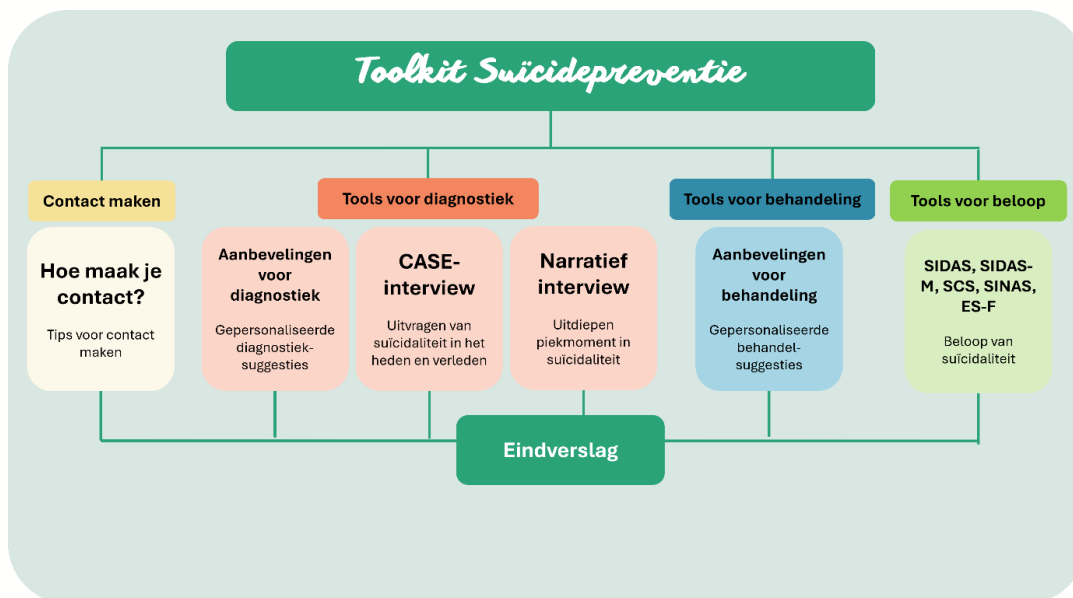 Toolkit Suïcidepreventie
Contact maken
Tools voor diagnostiek
Tools voor behandeling
Tools voor beloop
Hoe maak je
contact?
Tips voor contact
maken
Aanbevelingen
voor
diagnostiek
Gepersonaliseerde
diagnostiek-
suggesties
CASE-
interview
Uitvragen van
suïcidaliteit in het
heden en verleden
Narratief
interview
Uitdiepen
piekmoment in
suïcidaliteit
Aanbevelingen
voor
behandeling
Gepersonaliseerde
behandel-
suggesties
SIDAS, SIDAS-
M, SCS, SINAS,
ES-F
Beloop van
suïcidaliteit
Eindverslag